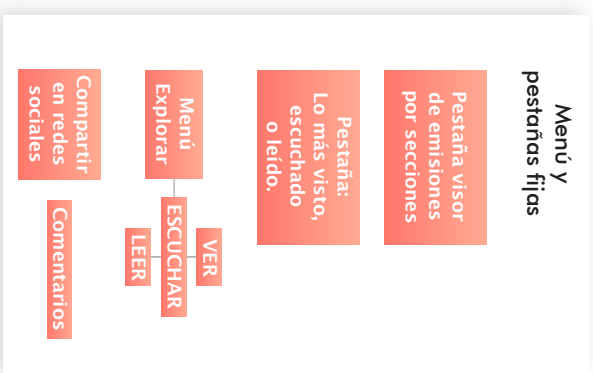 Menú y
pestañas fijas
Pestaña visor
de emisiones
por secciones
Pestaña:
Lo más visto,
escuchado
o leído.
Menú
Explorar
VER
ESCUCHAR
LEER
Compartir
en redes
sociales
Comentarios